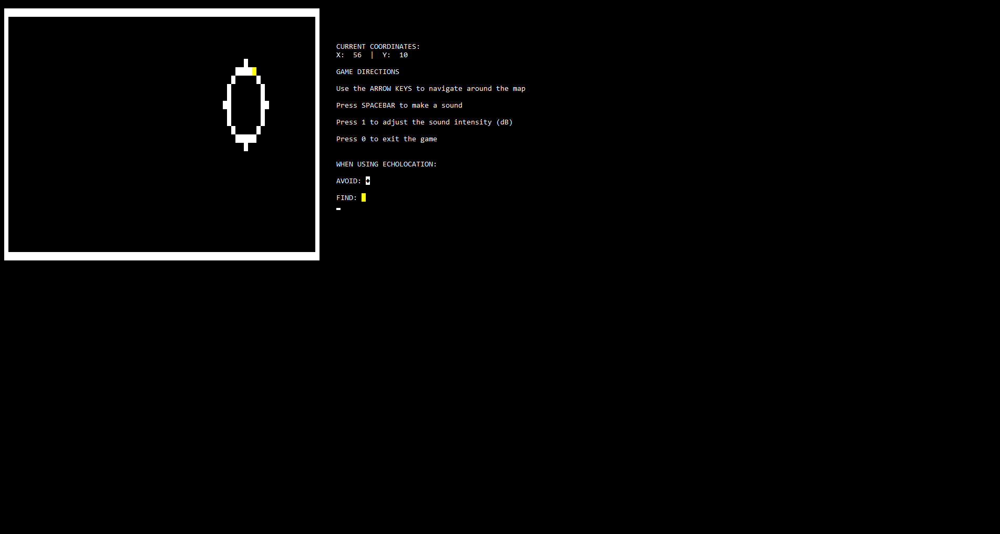 CURRENT COORDINATES:
X:  56  |  Y:  10
GAME DIRECTIONS
Use the ARROW KEYS to navigate around the map
Press SPACEBAR to make a sound
Press 1 to adjust the sound intensity (dB)
Press 0 to exit the game
WHEN USING ECHOLOCATION:
AVOID: ♦
FIND: